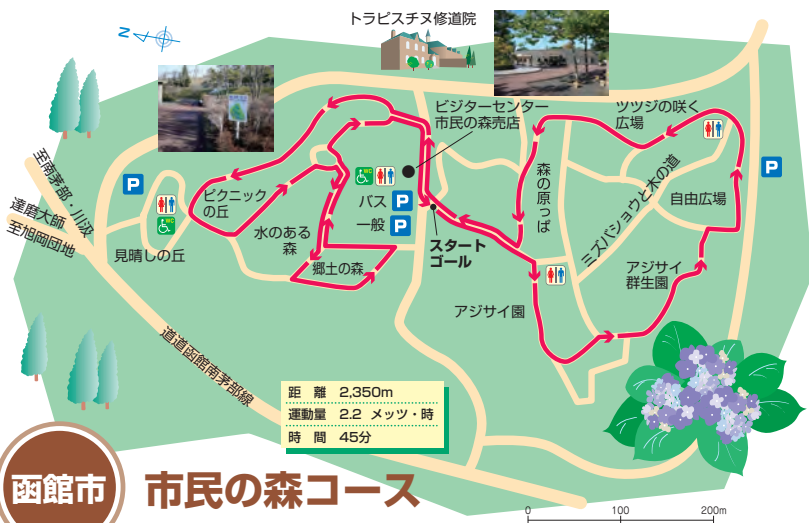 トラピスチヌ修道院
N
ビジターセンター
市民の森売店
ツツジの咲く
広場
至南茅部・川汲
達磨大師
至旭岡団地
P
WC
見晴しの丘
ピクニック
の丘
水のある
森
WC
バス P
一般 P
郷土の森
スタート
ゴール
森の原っぱ
ミズバショウと木の道
自由広場
P
アジサイ
群生園
アジサイ園
道道函館南茅部線
距 離 2,350m
運動量 2.2 メッツ・時
時 間 45分
函館市
市民の森コース
0 100 200m